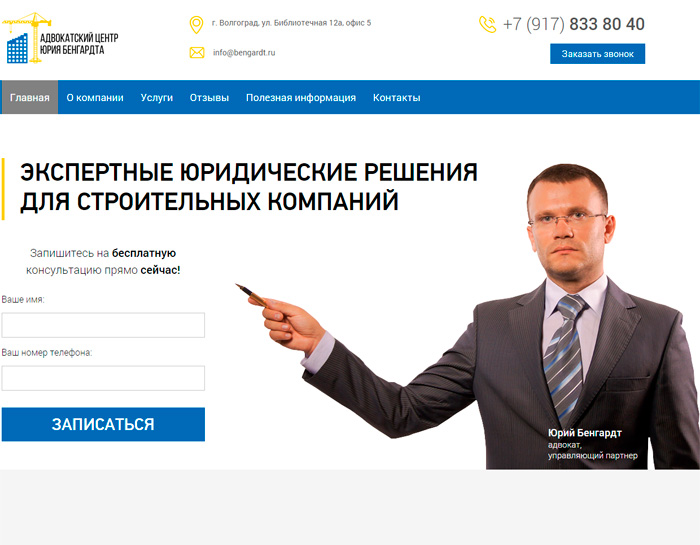 АДВОКАТСКИЙ ЦЕНТР
ЮРИЯ БЕНГАРДТА
г. Волгоград, ул. Библиотечная 12а, офис 5
info@bengardt.ru
+7 (917) 833 80 40
Заказать звонок
Главная О компании Услуги Отзывы Полезная информация Контакты
ЭКСПЕРТНЫЕ ЮРИДИЧЕСКИЕ РЕШЕНИЯ
ДЛЯ СТРОИТЕЛЬНЫХ КОМПАНИЙ
Запишитесь на бесплатную
консультацию прямо сейчас!
Ваше имя:
Ваш номер телефона:
ЗАПИСАТЬСЯ
Юрий Бенгардт
адвокат,
управляющий партнер